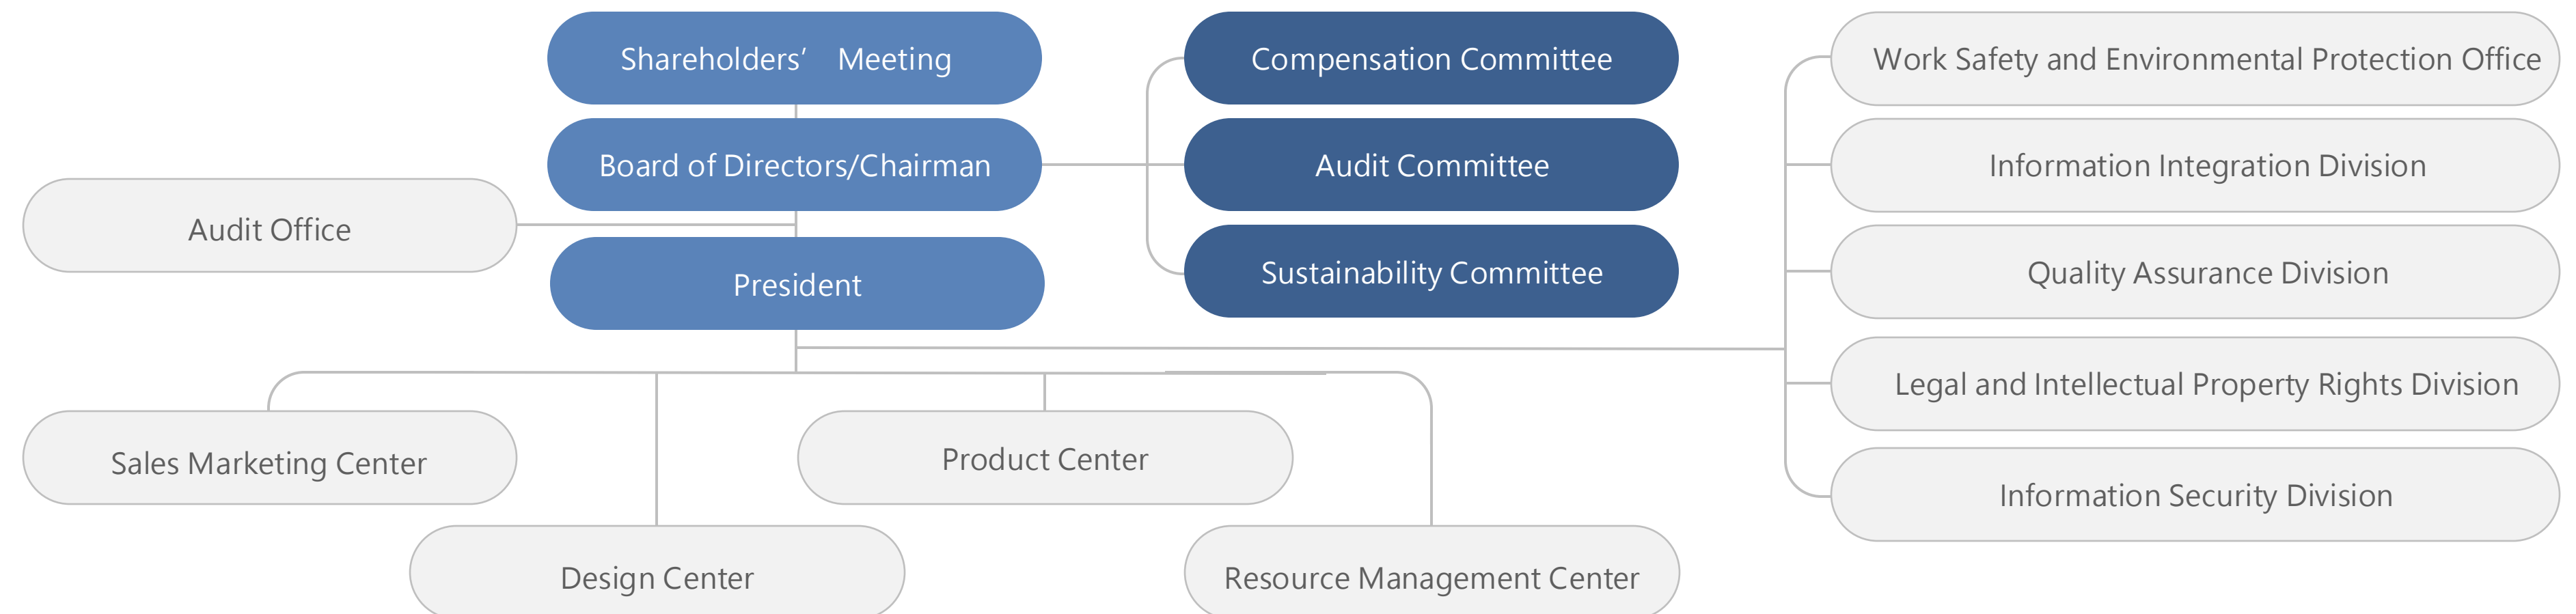 Shareholders’ Meeting
Board of Directors/Chairman
Audit Office
President
Compensation Committee
Audit Committee
Sustainability Committee
Work Safety and Environmental Protection Office
Information Integration Division
Quality Assurance Division
Legal and Intellectual Property Rights Division
Information Security Division
Sales Marketing Center
Product Center
Design Center
Resource Management Center